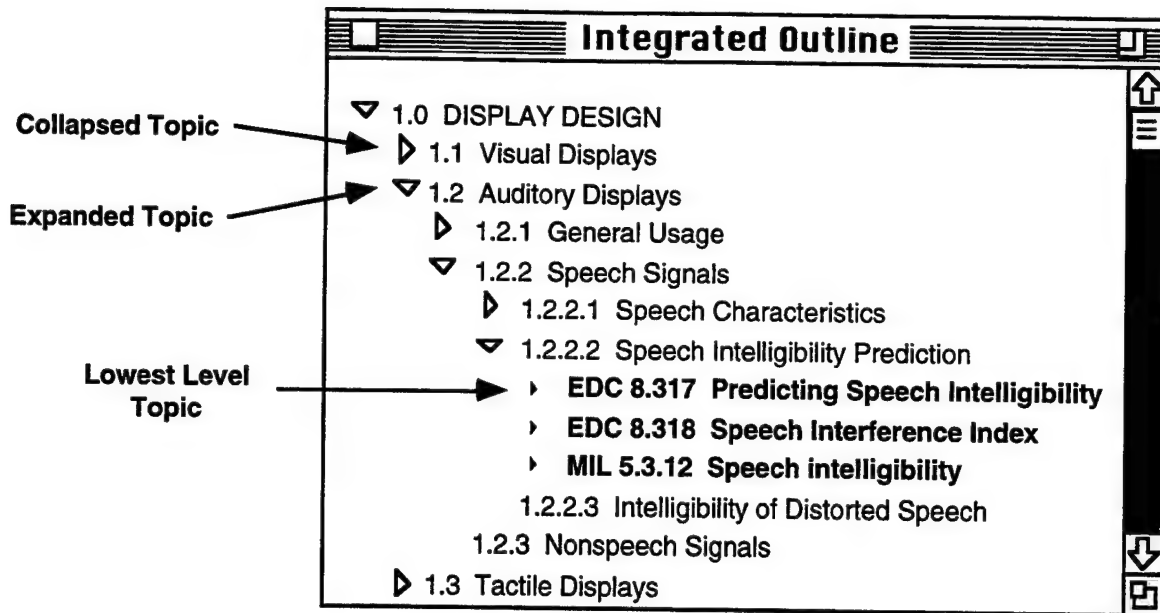 Integrated Outline
1.0 DISPLAY DESIGN
Collapsed Topic
1.1 Visual Displays
1.2 Auditory Displays
Expanded Topic
1.2.1 General Usage
1.2.2 Speech Signals
1.2.2.1 Speech Characteristics
1.2.2.2 Speech Intelligibility Prediction
Lowest Level
Topic
EDC 8.317 Predicting Speech Intelligibility
EDC 8.318 Speech Interference Index
MIL 5.3.12 Speech intelligibility
1.2.2.3 Intelligibility of Distorted Speech
1.2.3 Nonspeech Signals
1.3 Tactile Displays